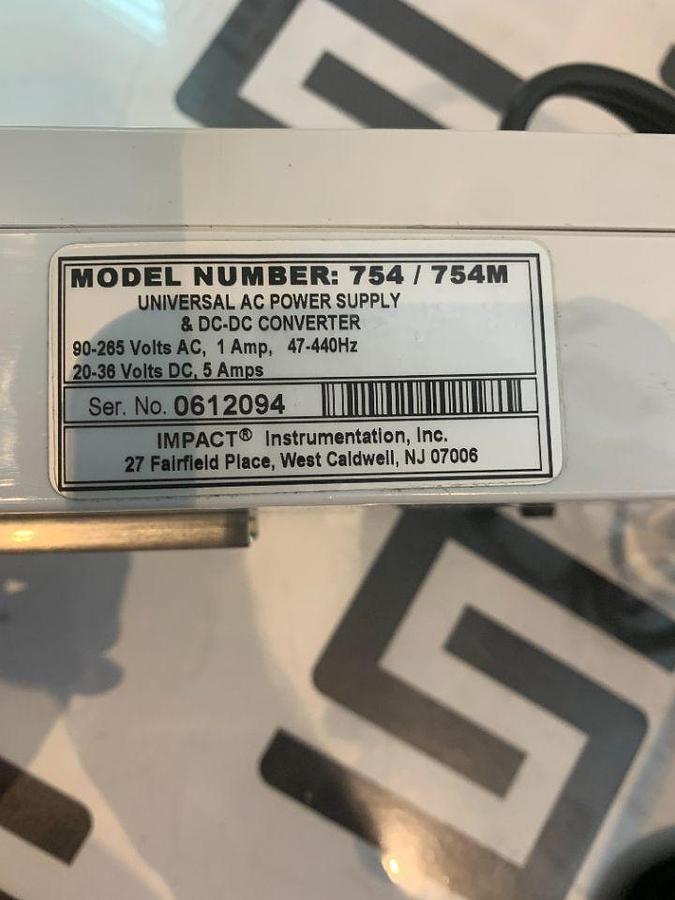 MODEL NUMBER: 754 / 754M
UNIVERSAL AC POWER SUPPLY
& DC-DC CONVERTER
90-265 Volts AC, 1 Amp, 47-440Hz
20-36 Volts DC, 5 Amps
Ser. No. 0612094
IMPACT® Instrumentation, Inc.
27 Fairfield Place, West Caldwell, NJ 07006